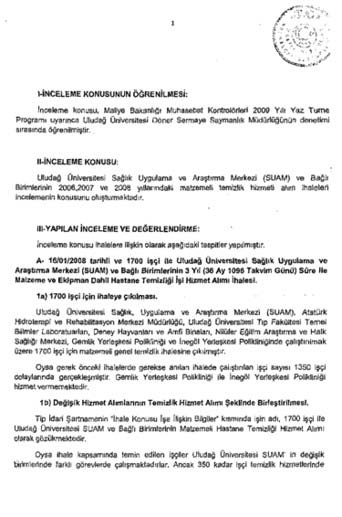 1
I-İNCELEME KONUSUNUN ÖĞRENİLMESİ:
İnceleme konusu, Maliye Bakanlığı Muhasebat Kontrolörleri 2009 Yılı Yaz Turne
Programı uyarınca Uludağ Üniversitesi Döner Sermaye Saymanlık Müdürlüğünün denetimi
sırasında öğrenilmiştir.
II-İNCELEME KONUSU:
Uludağ Üniversitesi Sağlık Uygulama ve Araştırma Merkezi (SUAM) ve Bağlı
Birimlerinin 2006,2007 ve 2008 yıllarındaki malzemeli temizlik hizmeti alım ihaleleri
incelemenin konusunu oluşturmaktadır.
III-YAPILAN İNCELEME VE DEĞERLENDİRME:
İnceleme konusu ihalelere ilişkin olarak aşağıdaki tespitler yapılmıştır.
A- 16/01/2008 tarihli ve 1700 işçi ile Uludağ Üniversitesi Sağlık Uygulama ve
Araştırma Merkezi (SUAM) ve Bağlı Birimlerinin 3 Yıl (36 Ay 1096 Takvim Günü) Süre İle
Malzeme ve Ekipman Dahil Hastane Temizliği İşi Hizmet Alımı İhalesi.
1a) 1700 işçi için ihaleye çıkılması.
Uludağ Üniversitesi Sağlık, Uygulama ve Araştırma Merkezi (SUAM), Atatürk
Hidroterapi ve Rehabilitasyon Merkezi Müdürlüğü, Uludağ Üniversitesi Tıp Fakültesi Temel
Bilimler Laboratuarları, Deney Hayvanları ve Amfi Binaları, Nilüfer Eğitim Araştırma ve Halk
Sağlığı Merkezi, Gemlik Yerleşkesi Polikliniği ve İnegöl Yerleşkesi Polikliniğinde çalıştırılmak
üzere 1700 işçi için malzemeli genel temizlik ihalesine çıkılmıştır.
Oysa gerek önceki ihalelerde gerekse anılan ihalede çalıştırılan işçi sayısı 1350 işçi
dolaylarında gerçekleşmiştir. Gemlik Yerleşkesi Polikliniği ile İnegöl Yerleşkesi Polikliniği
hizmet vermemektedir.
1b) Değişik Hizmet Alımlarının Temizlik Hizmet Alımı Şeklinde Birleştirilmesi.
Tip İdari Şartnamenin "İhale Konusu İşe İlişkin Bilgiler" kısmında işin adı, 1700 işçi ile
Uludağ Üniversitesi SUAM ve Bağlı Birimlerinin Malzemeli Hastane Temizliği Hizmet Alımı
olarak gözükmektedir.
Oysa ihale kapsamında temin edilen işçiler Uludağ Üniversitesi SUAM' in değişik
birimlerinde farklı görevlerde çalışmaktadırlar. Ancak 350 kadar işçi temizlik hizmetlerinde